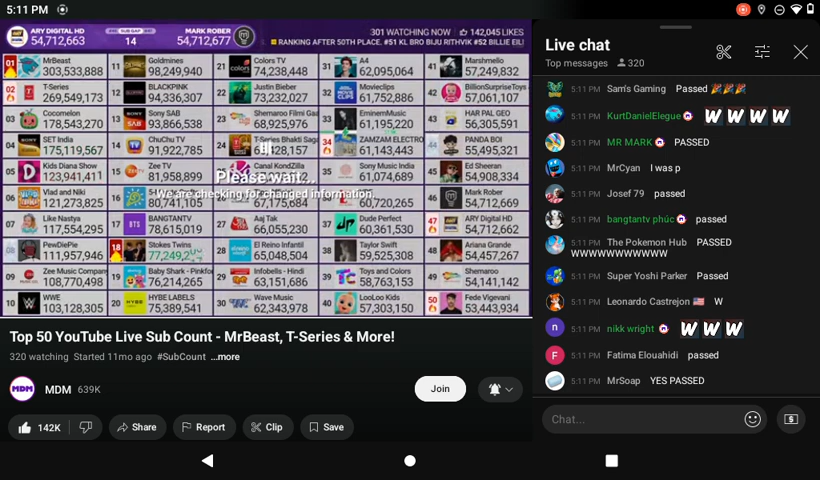 5:11 PM
ARY DIGITAL HD
54,712,663
SUB GAP
14
MARK ROBER
54,712,677
301 WATCHING NOW
142,045 LIKES
RANKING AFTER 50TH PLACE. #51 KL BRO BIJU RITHVIK #52 BILLIE EIL
01 MrBeast 303,533,888
02 T-Series 269,549,173
03 Cocomelon 178,543,270
04 SET India 175,119,567
05 Kids Diana Show 123,941,411
06 Vlad and Niki 121,273,825
07 Like Nastya 117,554,295
08 PewDiePie 111,957,946
09 Zee Music Company 108,770,498
10 WWE 103,128,305
11 Goldmines 98,249,940
12 BLACKPINK 94,336,307
13 Sony SAB 93,866,538
14 ChuChu TV 91,922,785
15 Zee TV 81,958,899
16 80,741,105
17 BANGTANTV 78,615,019
18 Stokes Twins
19 Baby Shark - Pinkfon 76,214,265
20 HYBE LABELS 75,389,541
21 Colors TV 74,238,448
22 Justin Bieber 73,232,027
23 Shemaroo Filmi Gaa 68,925,976
24 T-Series Bhakti Saga
25 Canal KondZilla
26 67,175,684
27 Aaj Tak 66,055,230
28 El Reino Infantil 65,048,504
29 Infobells - Hindi 63,151,686
30 Wave Music 62,343,978
31 A4 62,095,064
32 Movieclips 61,752,886
33 EminemMusic 61,220,195
34 ZAMZAM ELECTRO 61,143,443
35 Sony Music India 61,074,689
60,720,265
37 Dude Perfect 60,361,530
38 Taylor Swift 59,525,308
39 Toys and Colors 58,763,153
40 LooLoo Kids 57,303,150
41 Marshmello 57,249,832
42 BillionSurpriseToys 57,061,107
43 HAR PAL GEO 56,305,591
44 PANDA BOI 55,495,321
45 Ed Sheeran 54,908,334
46 Mark Rober 54,712,669
47 ARY Digital HD 54,712,662
48 Ariana Grande 54,457,267
49 Shemaroo 54,141,142
50 Fede Vigevani 53,443,934
Please wait...
We are checking for changed information.
Top 50 YouTube Live Sub Count - MrBeast, T-Series & More!
320 watching Started 11mo ago #SubCount ...more
MDM MDM 639K
Join
142K
Share
Report
Clip
Save
Live chat
Top messages 320
5:11 PM Sam's Gaming Passed 🎉🎉🎉
5:11 PM KurtDanielElegue W W W W
5:11 PM MR MARK PASSED
5:11 PM MrCyan I was p
5:11 PM Josef 79 passed
5:11 PM bangtantv phúc passed
5:11 PM The Pokemon Hub PASSED
WWWWWWWWWWW
5:11 PM Super Yoshi Parker Passed
5:11 PM Leonardo Castrejon 🇺🇸 W
n 5:11 PM nikk wright W W W
F 5:11 PM Fatima Elouahidi passed
5:11 PM MrSoap YES PASSED
Chat...